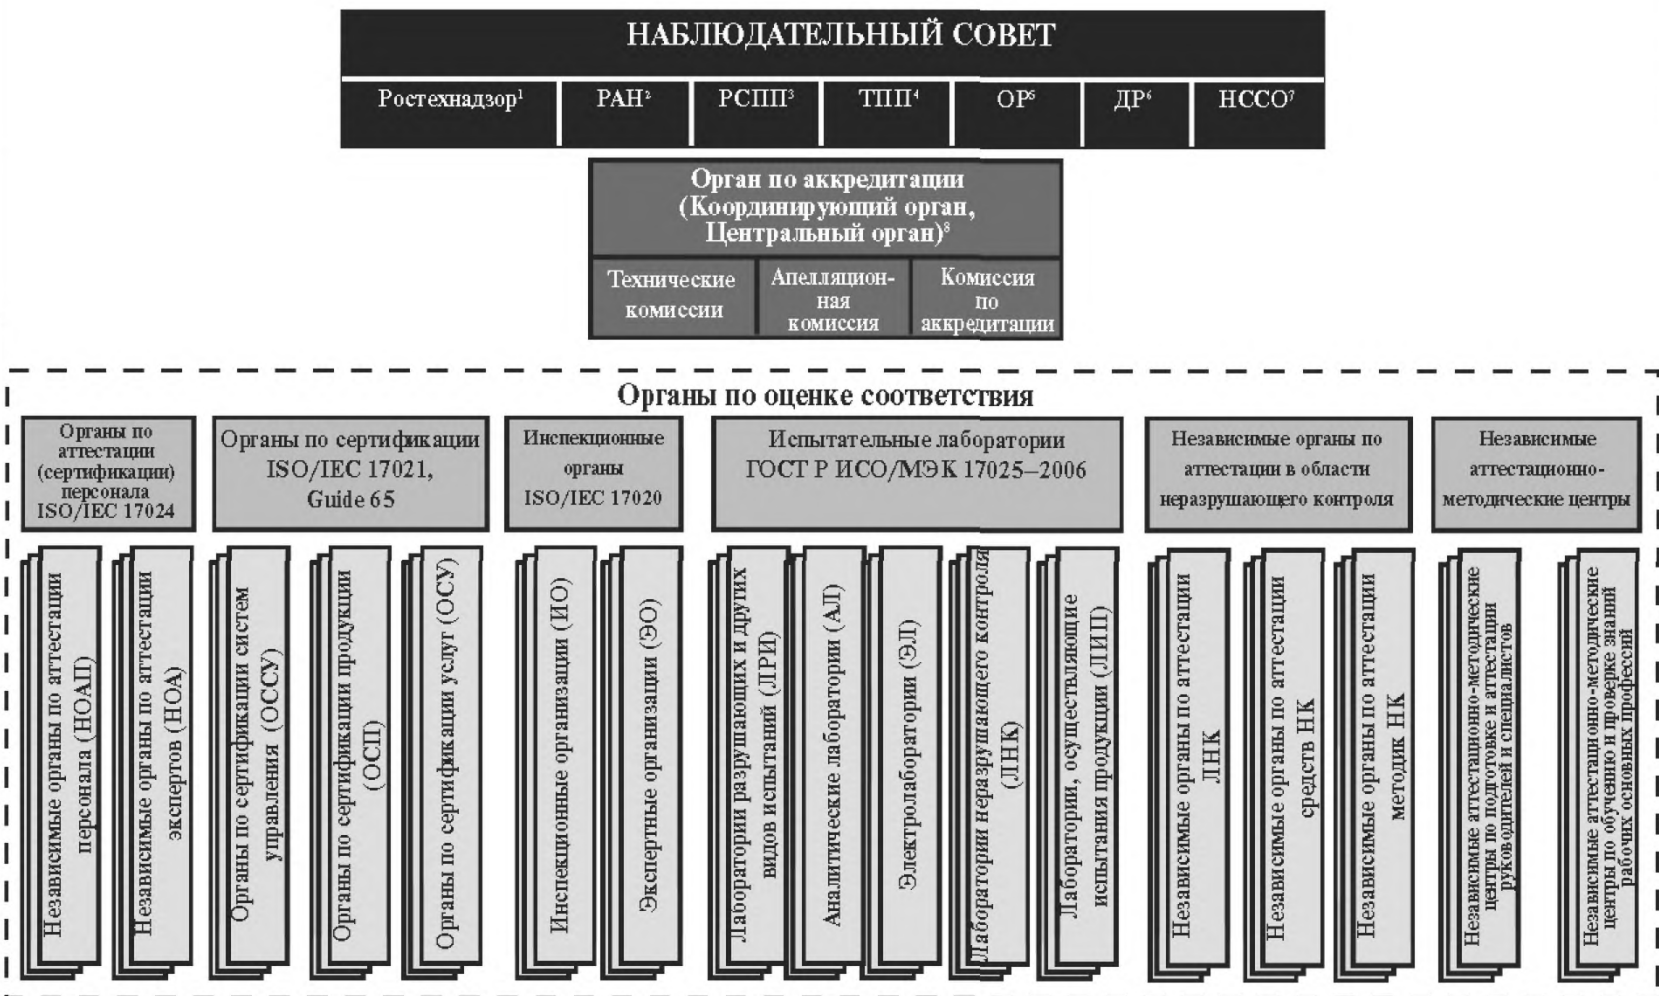 НАБЛЮДАТЕЛЬНЫЙ СОВЕТ
Ростехнадзор¹
РАН²
РСПП³
ТПП⁴
ОР⁵
ДР⁶
НССО⁷
Орган по аккредитации
(Координирующий орган,
Центральный орган)⁸
Технические
комиссии
Апелляцион-
ная
комиссия
Комиссия
по
аккредитации
Органы по оценке соответствия
Органы по
аттестации
(сертификации)
персонала
ISO/IEC 17024
Органы по сертификации
ISO/IEC 17021,
Guide 65
Инспекционные
органы
ISO/IEC 17020
Испытательные лаборатории
ГОСТ Р ИСО/МЭК 17025–2006
Независимые органы по
аттестации в области
неразрушающего контроля
Независимые
аттестационно-
методические центры
Независимые органы по аттестации
персонала (НОАП)
Независимые органы по аттестации
экспертов (НОА)
Органы по сертификации систем
управления (ОССУ)
Органы по сертификации продукции
(ОСП)
Органы по сертификации услуг (ОСУ)
Инспекционные организации (ИО)
Экспертные организации (ЭО)
Лаборатории разрушающих и других
видов испытаний (ЛРИ)
Аналитические лаборатории (АЛ)
Электролаборатории (ЭЛ)
Лаборатории неразрушающего контроля
(ЛНК)
Лаборатории, осуществляющие
испытания продукции (ЛИП)
Независимые органы по аттестации
ЛНК
Независимые органы по аттестации
средств НК
Независимые органы по аттестации
методик НК
Независимые аттестационно-методические
центры по подготовке и аттестации
руководителей и специалистов
Независимые аттестационно-методические
центры по обучению и проверке знаний
рабочих основных профессий